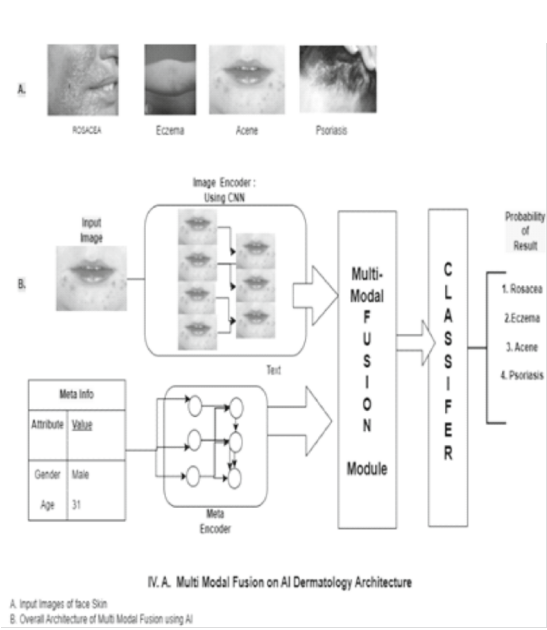 A.
ROSACEA
Eczema
Acene
Psoriasis
Image Encoder :
Using CNN
Input
Image
B.
Text
Multi-
Modal
F
U
S
I
O
N
Module
C
L
A
S
S
I
F
E
R
Probability
of
Result
1. Rosacea
2.Eczema
3. Acene
4. Psoriasis
Meta Info
Attribute Value
Gender Male
Age 31
Meta
Encoder
IV. A. Multi Modal Fusion on AI Dermatology Architecture
A. Input Images of face Skin
B. Overall Architecture of Multi Modal Fusion using AI